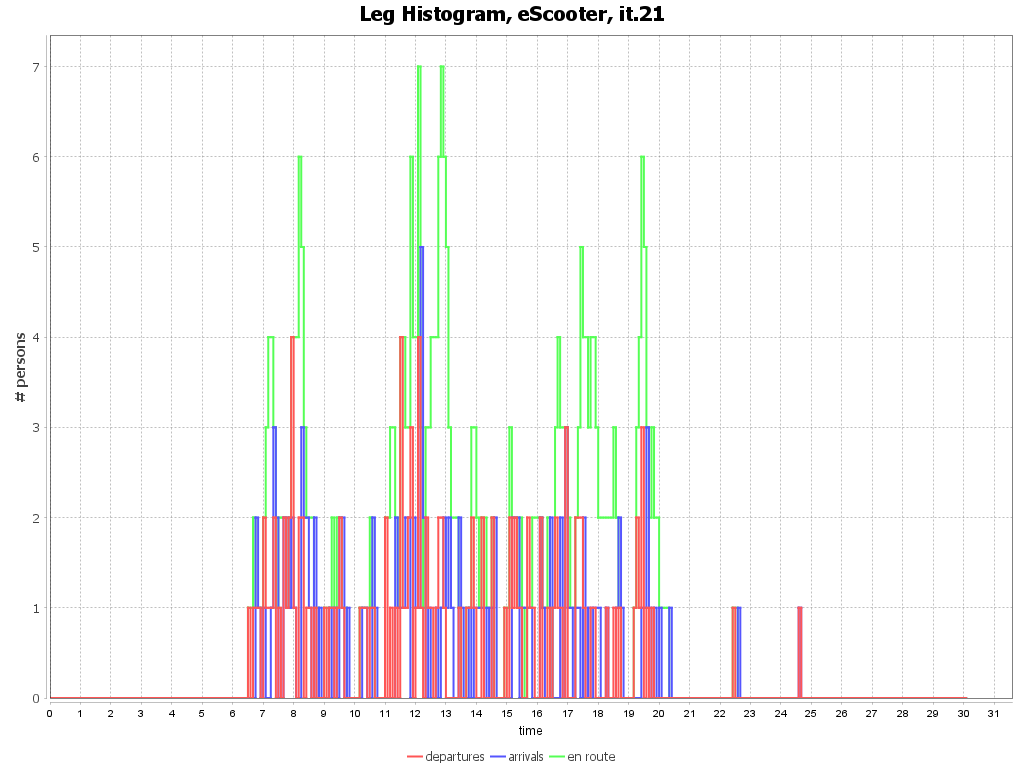 Leg Histogram, eScooter, it.21
# persons
7
6
5
4
3
2
1
0
0 1 2 3 4 5 6 7 8 9 10 11 12 13 14 15 16 17 18 19 20 21 22 23 24 25 26 27 28 29 30 31
time
departures arrivals en route